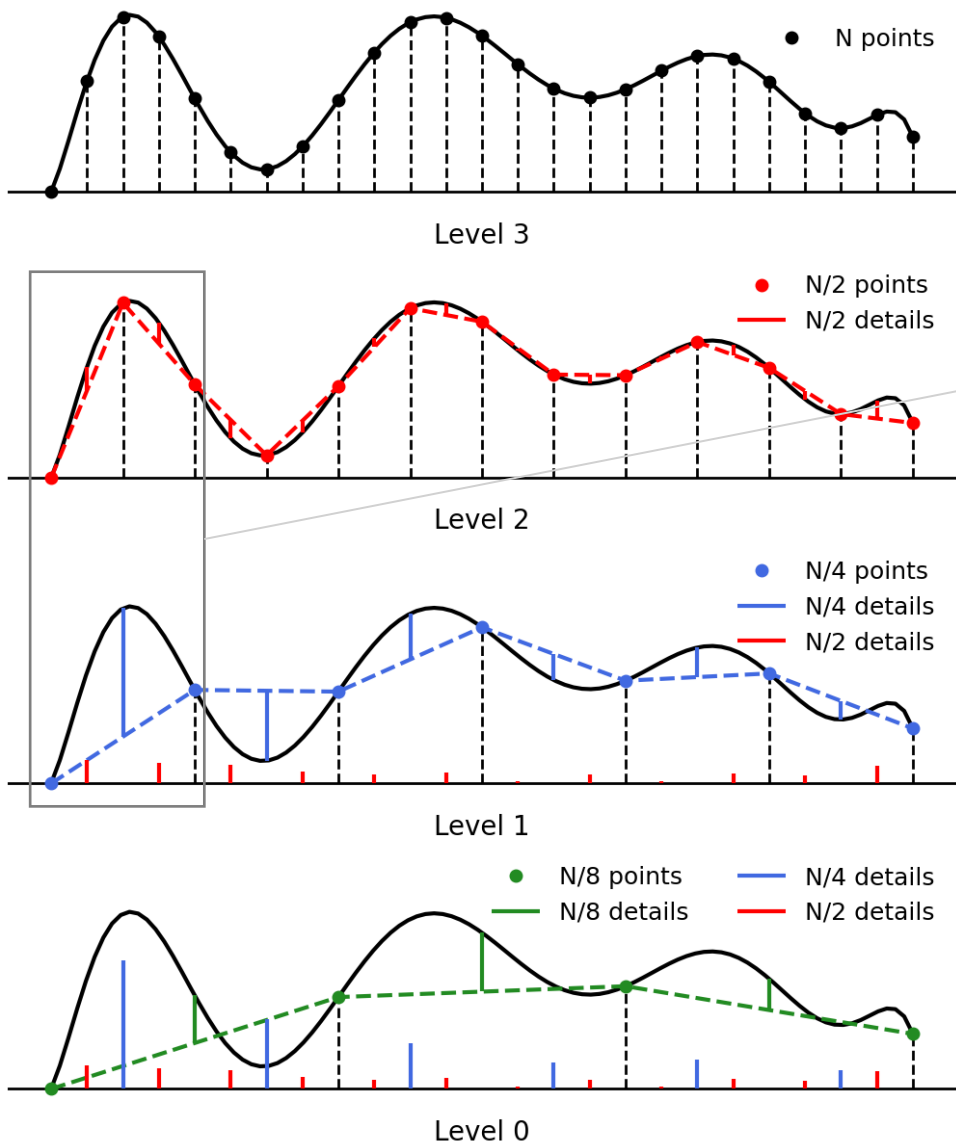 N points
Level 3
N/2 points
N/2 details
Level 2
N/4 points
N/4 details
N/2 details
Level 1
N/8 points
N/4 details
N/8 details
N/2 details
Level 0